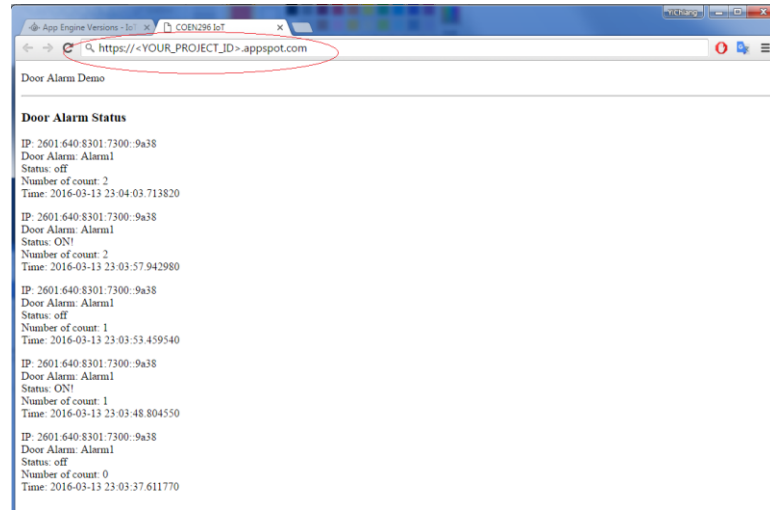 YiChiang
App Engine Versions - IoT
COEN296 IoT
https://<YOUR_PROJECT_ID>.appspot.com
Door Alarm Demo
Door Alarm Status
IP: 2601:640:8301:7300::9a38
Door Alarm: Alarm1
Status: off
Number of count: 2
Time: 2016-03-13 23:04:03.713820
IP: 2601:640:8301:7300::9a38
Door Alarm: Alarm1
Status: ON!
Number of count: 2
Time: 2016-03-13 23:03:57.942980
IP: 2601:640:8301:7300::9a38
Door Alarm: Alarm1
Status: off
Number of count: 1
Time: 2016-03-13 23:03:53.459540
IP: 2601:640:8301:7300::9a38
Door Alarm: Alarm1
Status: ON!
Number of count: 1
Time: 2016-03-13 23:03:48.804550
IP: 2601:640:8301:7300::9a38
Door Alarm: Alarm1
Status: off
Number of count: 0
Time: 2016-03-13 23:03:37.611770